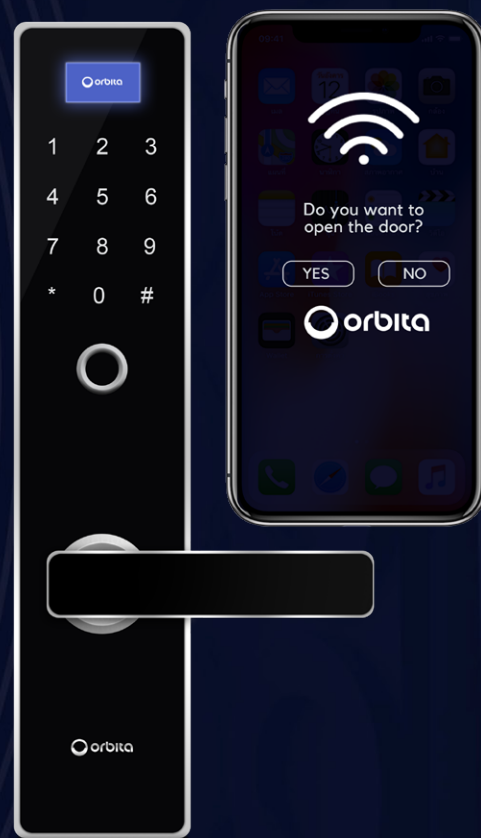 orbita
1 2 3
4 5 6
7 8 9
* 0 #
orbita
Do you want to
open the door?
YES NO
orbita